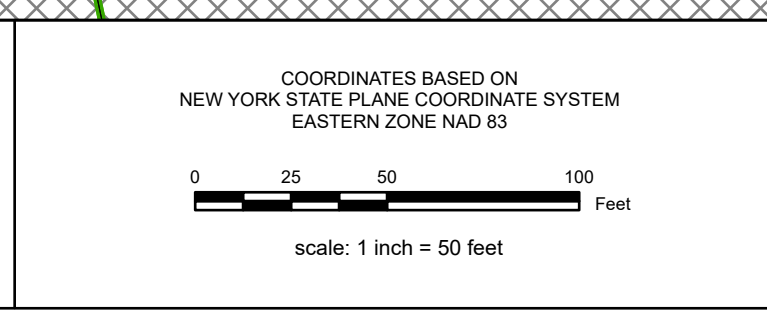 COORDINATES BASED ON
NEW YORK STATE PLANE COORDINATE SYSTEM
EASTERN ZONE NAD 83
0 25 50 100
Feet
scale: 1 inch = 50 feet